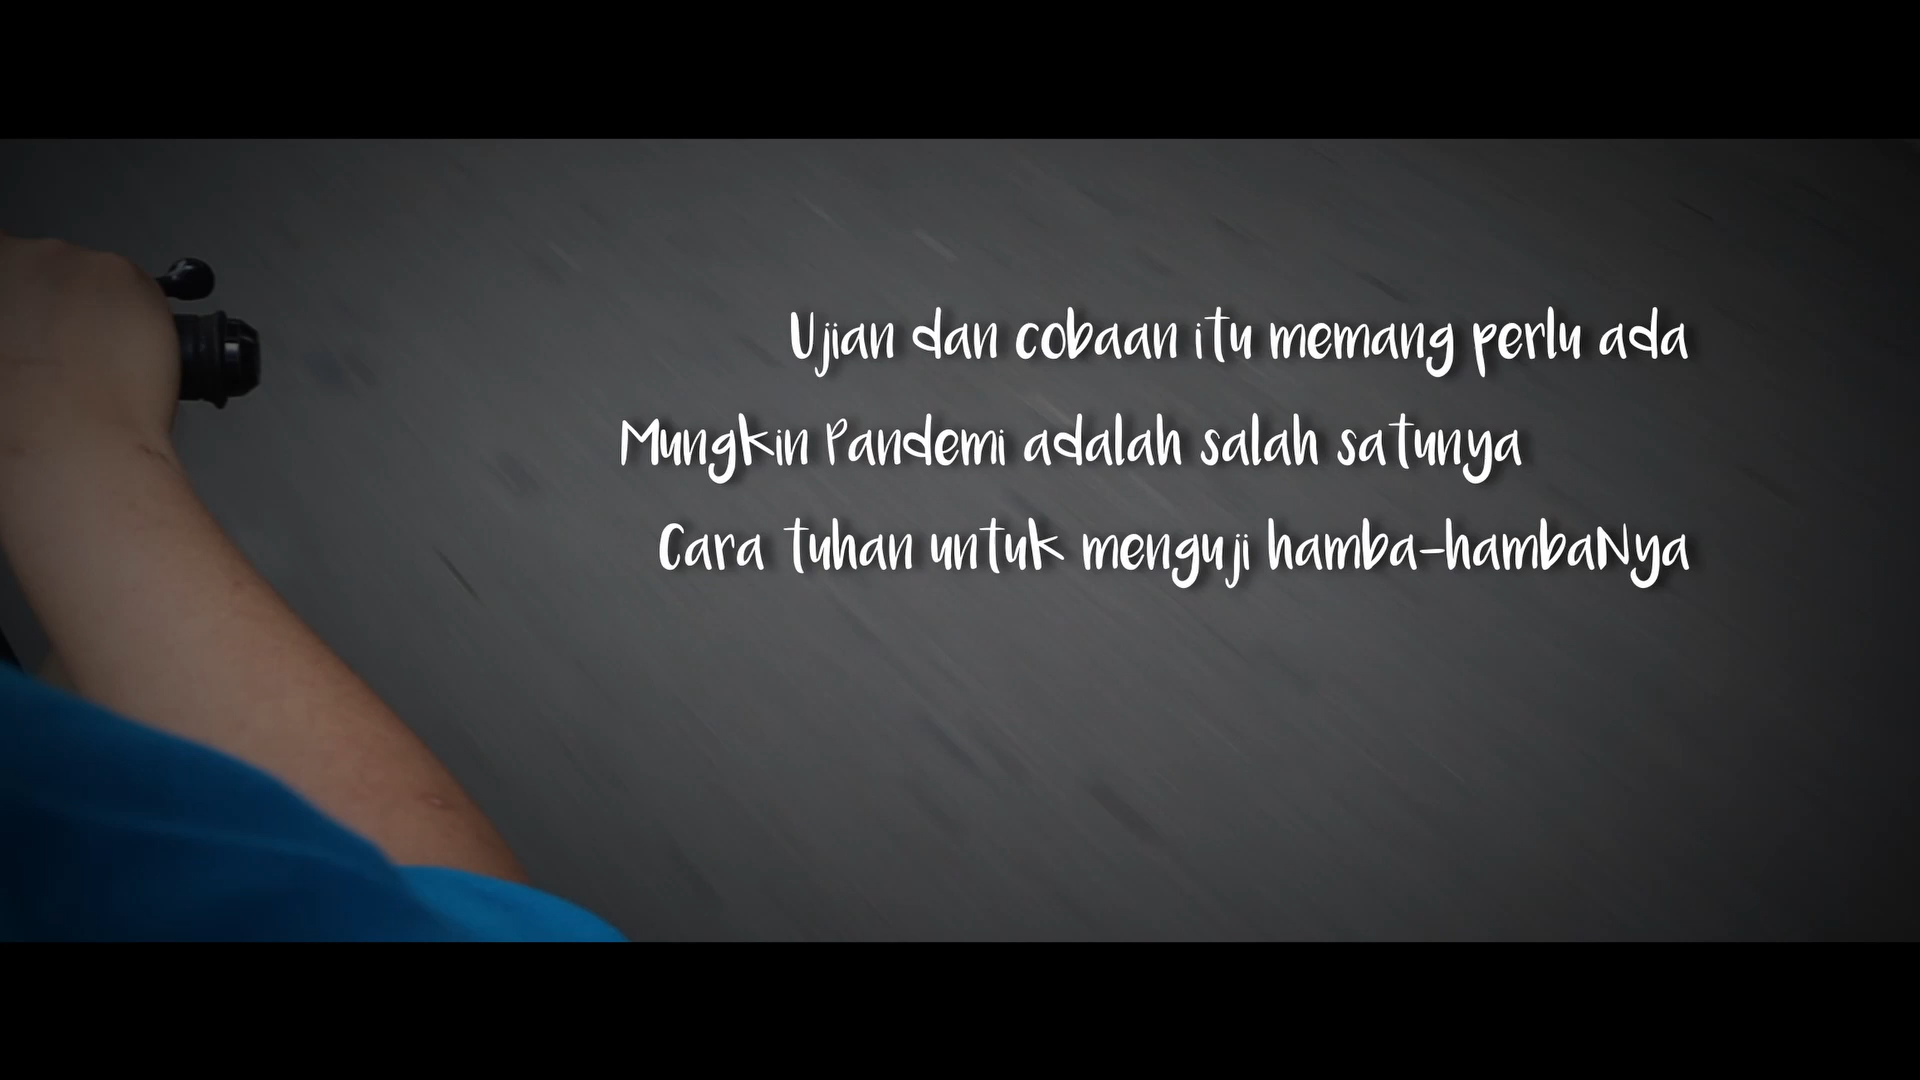 Ujian dan cobaan itu memang perlu ada
Mungkin Pandemi adalah salah satunya
Cara tuhan untuk menguji hamba-hambaNya